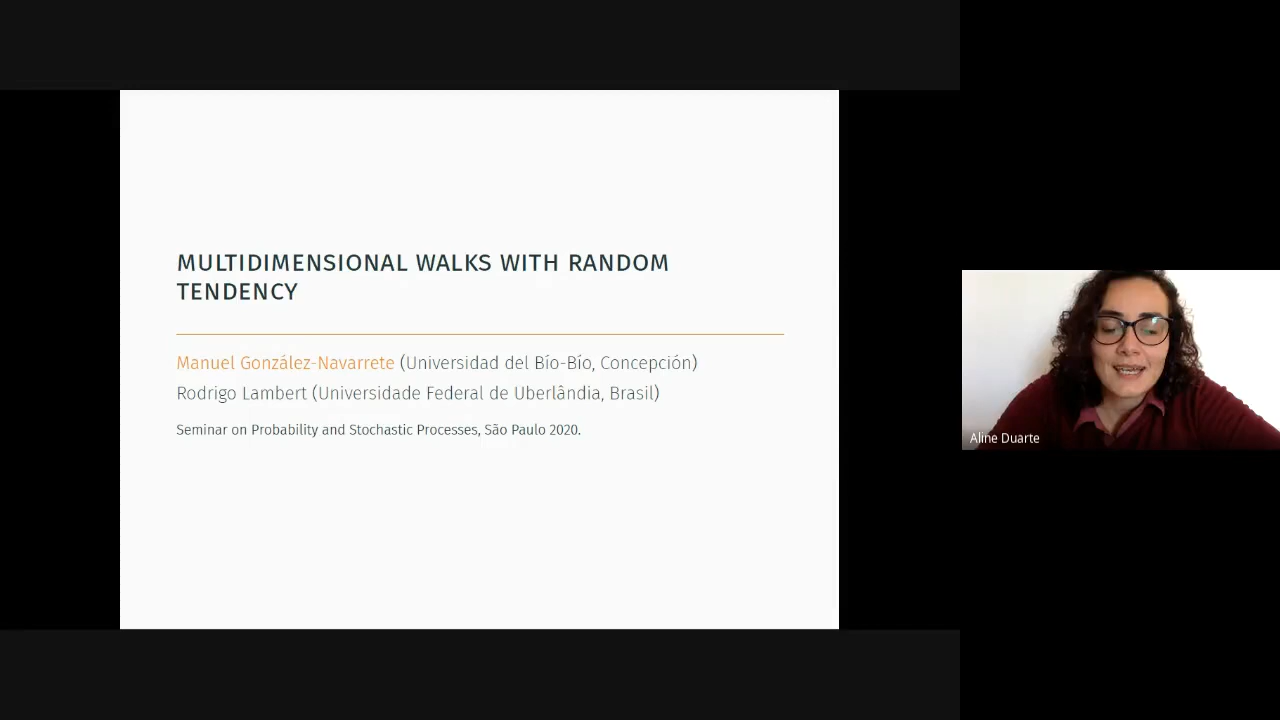 MULTIDIMENSIONAL WALKS WITH RANDOM
TENDENCY
Manuel González-Navarrete (Universidad del Bío-Bío, Concepción)
Rodrigo Lambert (Universidade Federal de Uberlândia, Brasil)
Seminar on Probability and Stochastic Processes, São Paulo 2020.
Aline Duarte